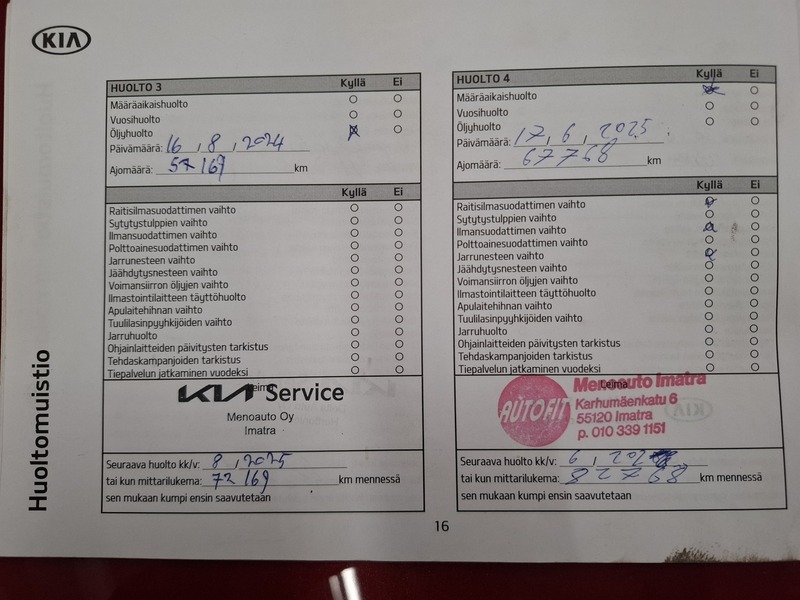 KIA
Huoltomuistio
HUOLTO 3 Kyllä Ei
Määräaikaishuolto
Vuosihuolto
Öljyhuolto
Päivämäärä: 16, 8, 2024
Ajomäärä: 57169 km
Kyllä Ei
Raitisilmasuodattimen vaihto
Sytytystulppien vaihto
Ilmansuodattimen vaihto
Polttoainesuodattimen vaihto
Jarrunesteen vaihto
Jäähdytysnesteen vaihto
Voimansiirron öljyjen vaihto
Ilmastointilaitteen täyttöhuolto
Apulaitehihnan vaihto
Tuulilasinpyyhkijöiden vaihto
Jarruhuolto
Ohjainlaitteiden päivitysten tarkistus
Tehdaskampanjoiden tarkistus
Tiepalvelun jatkaminen vuodeksi
Leima
KIA Service
Menoauto Oy
Imatra
Seuraava huolto kk/v: 8, 2025
tai kun mittarilukema: 72169 km mennessä
sen mukaan kumpi ensin saavutetaan
HUOLTO 4 Kyllä Ei
Määräaikaishuolto
Vuosihuolto
Öljyhuolto
Päivämäärä: 17, 6, 2025
Ajomäärä: 67768 km
Kyllä Ei
Raitisilmasuodattimen vaihto
Sytytystulppien vaihto
Ilmansuodattimen vaihto
Polttoainesuodattimen vaihto
Jarrunesteen vaihto
Jäähdytysnesteen vaihto
Voimansiirron öljyjen vaihto
Ilmastointilaitteen täyttöhuolto
Apulaitehihnan vaihto
Tuulilasinpyyhkijöiden vaihto
Jarruhuolto
Ohjainlaitteiden päivitysten tarkistus
Tehdaskampanjoiden tarkistus
Tiepalvelun jatkaminen vuodeksi
Leima
AUTOFIT
Menoauto Imatra
Karhumäenkatu 6
55120 Imatra
p. 010 339 1151
Seuraava huolto kk/v: 6,
tai kun mittarilukema: 82768 km mennessä
sen mukaan kumpi ensin saavutetaan
16